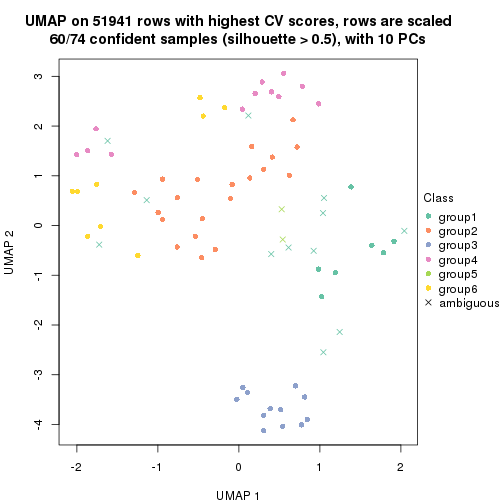 UMAP on 51941 rows with highest CV scores, rows are scaled
60/74 confident samples (silhouette > 0.5), with 10 PCs
3
2
1
0
-1
-2
-3
-4
UMAP 2
-2
-1
0
1
2
UMAP 1
Class
group1
group2
group3
group4
group5
group6
ambiguous